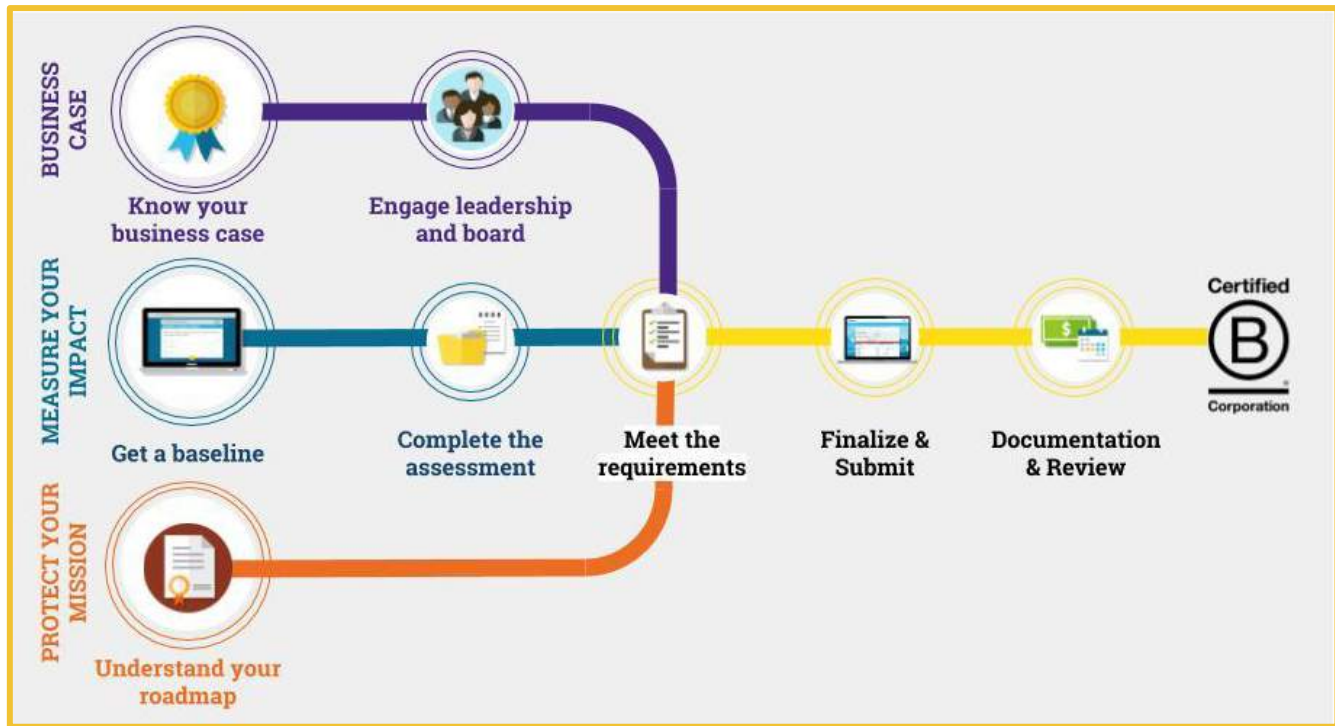 BUSINESS
CASE
Know your
business case
Engage leadership
and board
MEASURE YOUR
IMPACT
Get a baseline
Complete the
assessment
Meet the
requirements
Finalize &
Submit
$
Documentation
& Review
Certified
B
®
Corporation
PROTECT YOUR
MISSION
Understand your
roadmap